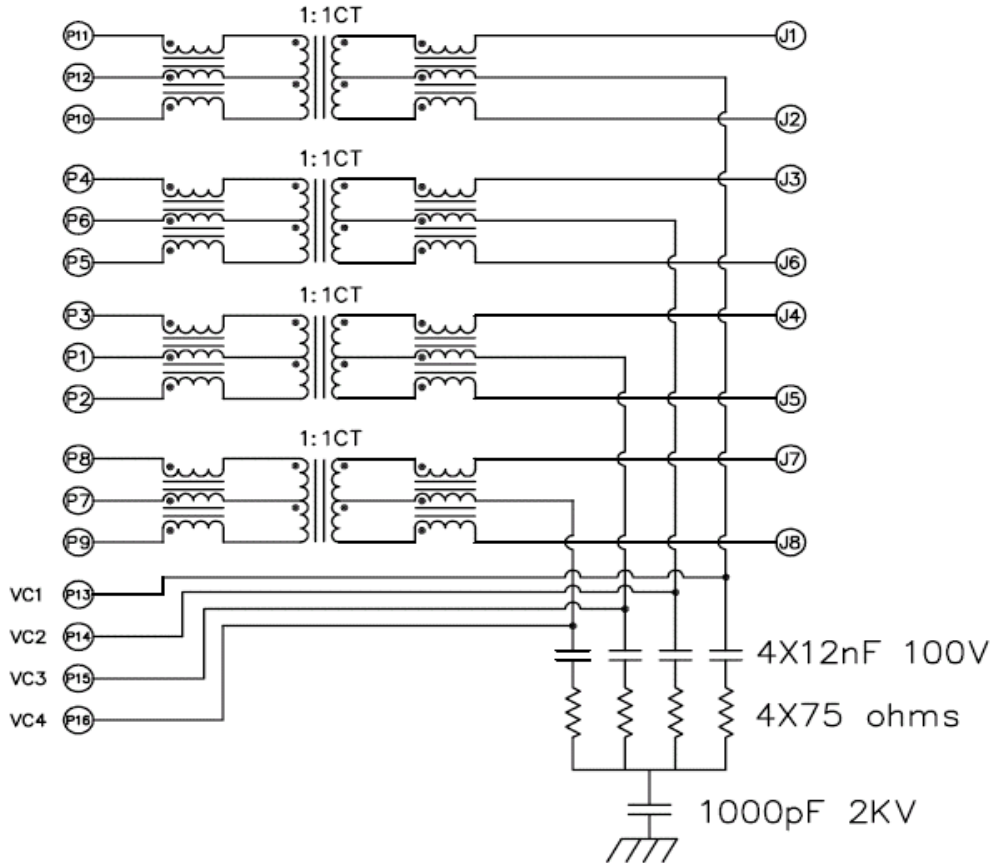 1:1CT
P11 J1
P12
P10 J2
1:1CT
P4 J3
P6
P5 J6
1:1CT
P3 J4
P1
P2 J5
1:1CT
P8 J7
P7
P9 J8
VC1 P13
VC2 P14
VC3 P15
VC4 P16
4X12nF 100V
4X75 ohms
1000pF 2KV